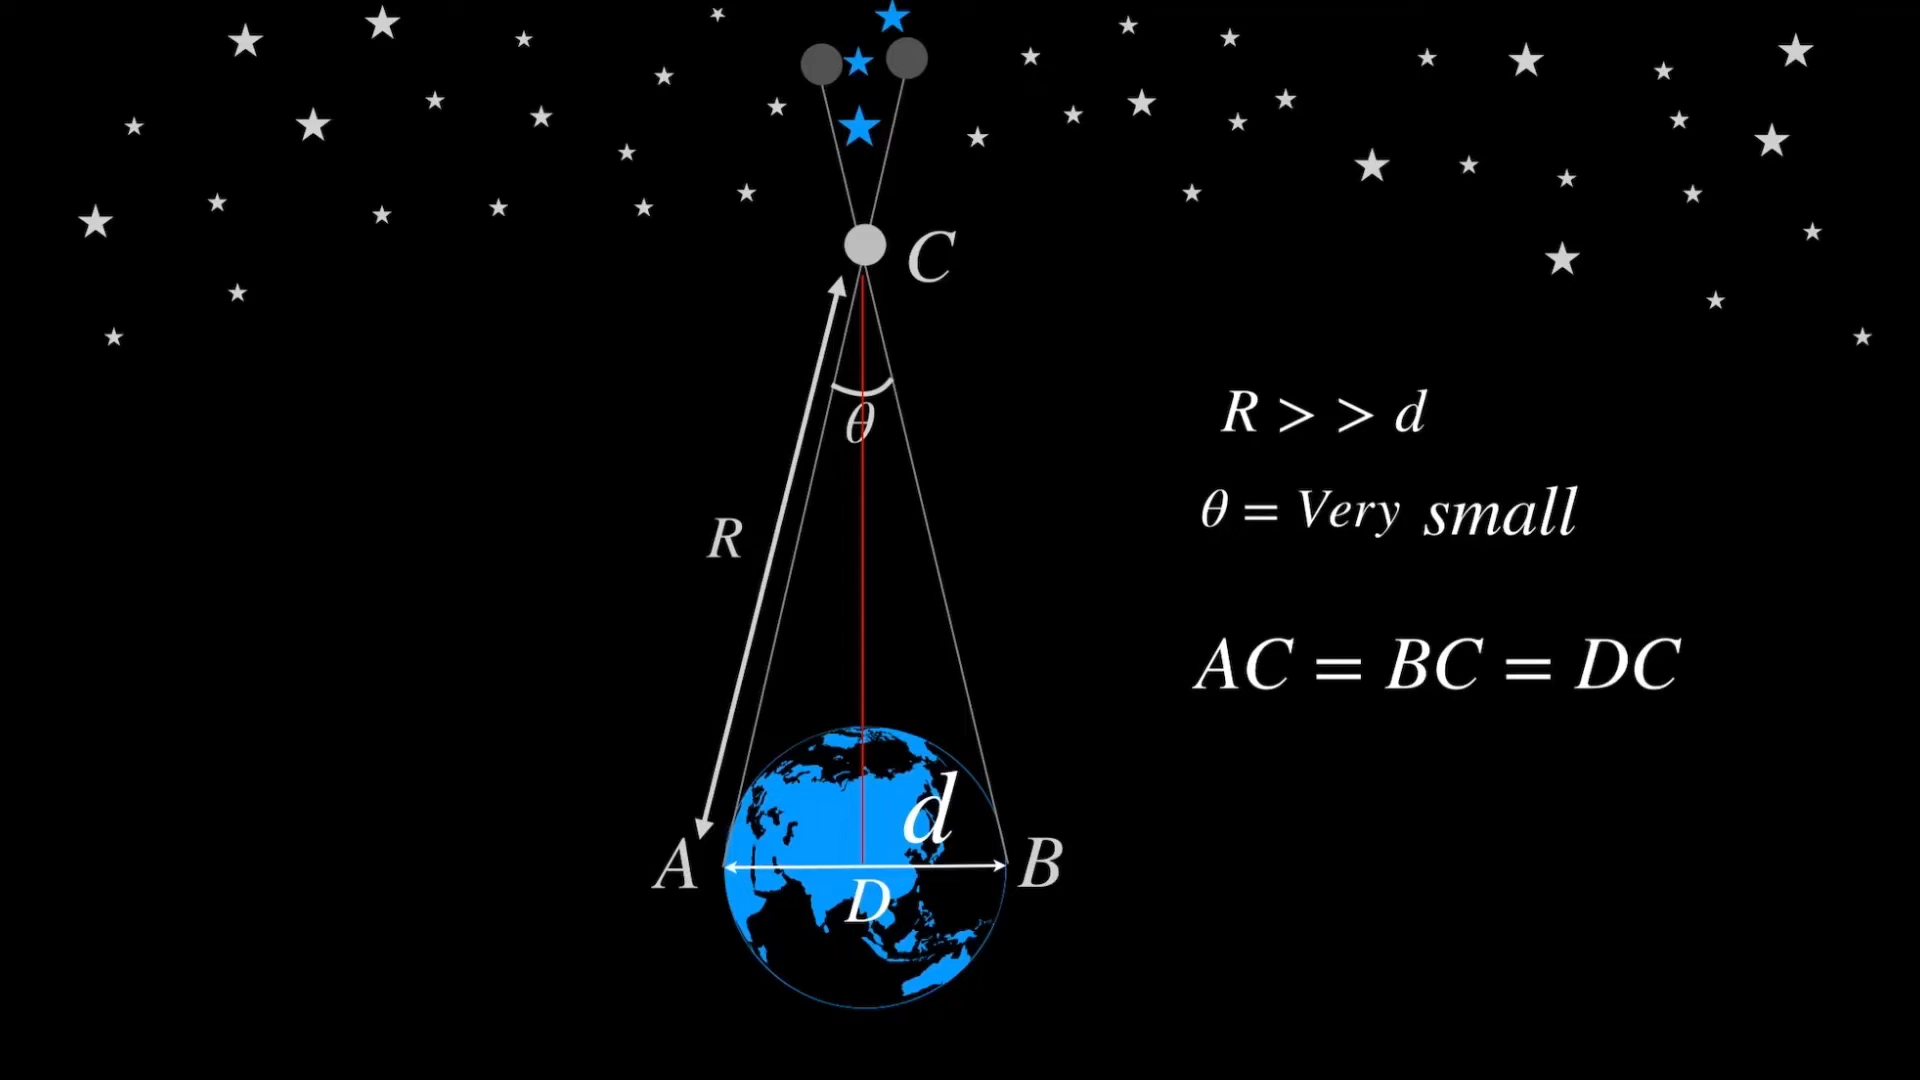 C
θ
R > > d
R
θ = Very small
AC = BC = DC
d
A
B
D